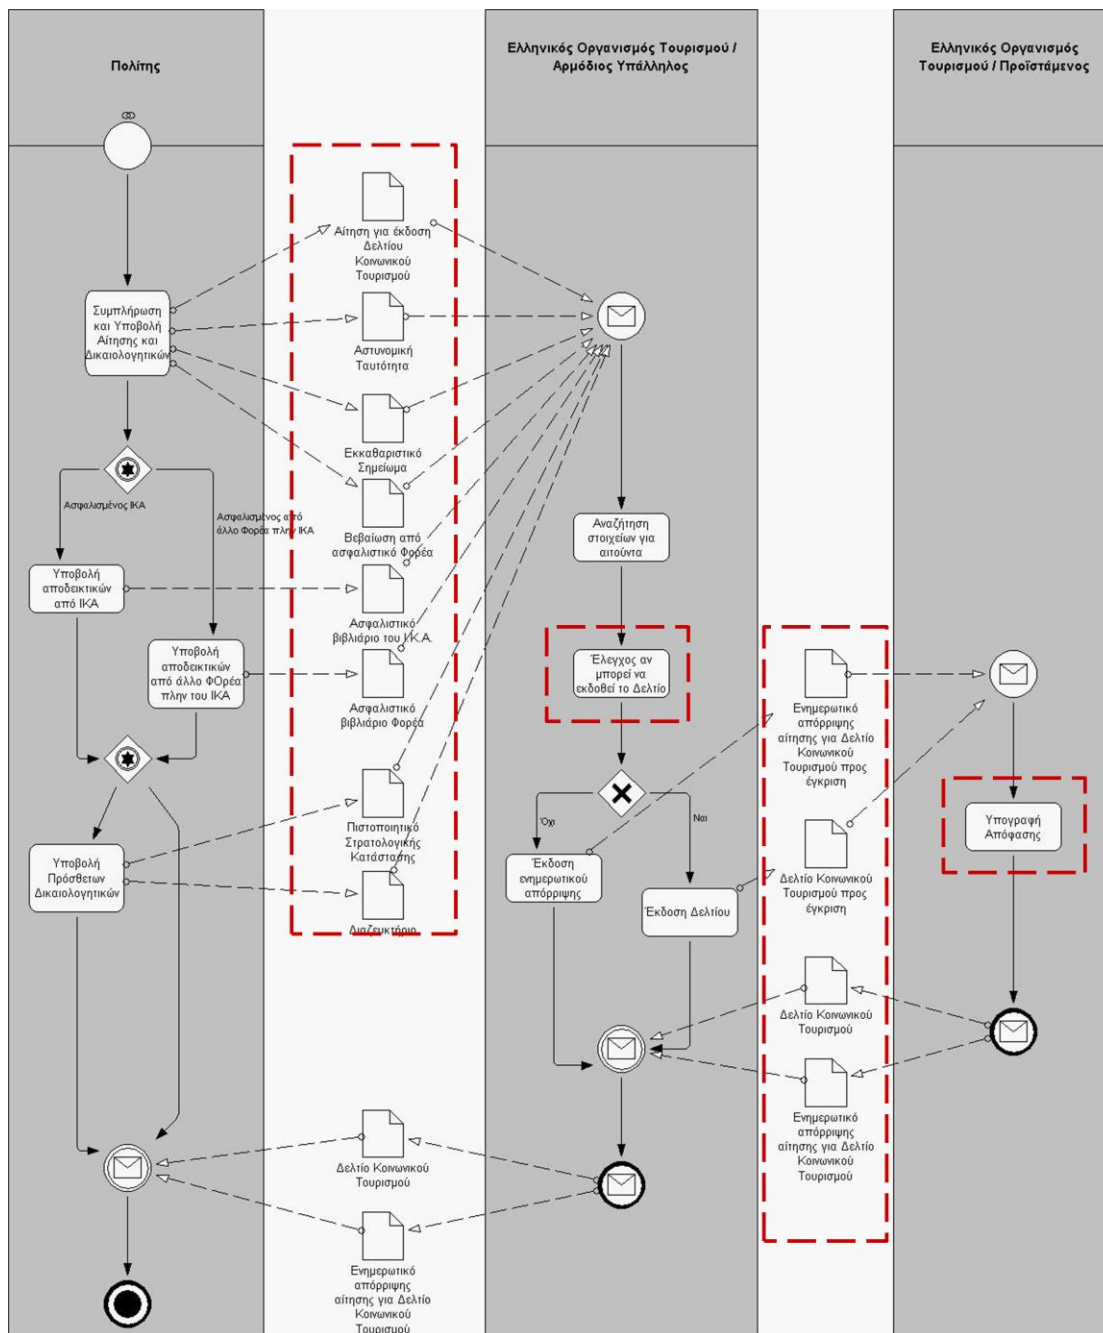 Πολίτης
Ελληνικός Οργανισμός Τουρισμού /
Αρμόδιος Υπάλληλος
Ελληνικός Οργανισμός
Τουρισμού / Προϊστάμενος
Αίτηση για έκδοση
Δελτίου
Κοινωνικού
Τουρισμού
Συμπλήρωση
και Υποβολή
Αίτησης και
Δικαιολογητικών
Αστυνομική
Ταυτότητα
Εκκαθαριστικό
Σημείωμα
Ασφαλισμένος ΙΚΑ
Ασφαλισμένος από
άλλο Φορέα πλην ΙΚΑ
Βεβαίωση από
ασφαλιστικό Φορέα
Αναζήτηση
στοιχείων για
αιτούντα
Υποβολή
αποδεικτικών
από ΙΚΑ
Ασφαλιστικό
βιβλιάριο του Ι.Κ.Α.
Υποβολή
αποδεικτικών
από άλλο ΦΟρέα
πλην του ΙΚΑ
Ασφαλιστικό
βιβλιάριο Φορέα
Έλεγχος αν
μπορεί να
εκδοθεί το Δελτίο
Ενημερωτικό
απόρριψης
αίτησης για Δελτίο
Κοινωνικού
Τουρισμού προς
έγκριση
Πιστοποιητικό
Στρατολογικής
Κατάστασης
Όχι
Ναι
Υπογραφή
Απόφασης
Υποβολή
Πρόσθετων
Δικαιολογητικών
Διαζευκτήριο
Έκδοση
ενημερωτικού
απόρριψης
Έκδοση Δελτίου
Δελτίο Κοινωνικού
Τουρισμού προς
έγκριση
Δελτίο Κοινωνικού
Τουρισμού
Ενημερωτικό
απόρριψης
αίτησης για Δελτίο
Κοινωνικού
Τουρισμού
Δελτίο Κοινωνικού
Τουρισμού
Ενημερωτικό
απόρριψης
αίτησης για Δελτίο
Κοινωνικού
Τουρισμού